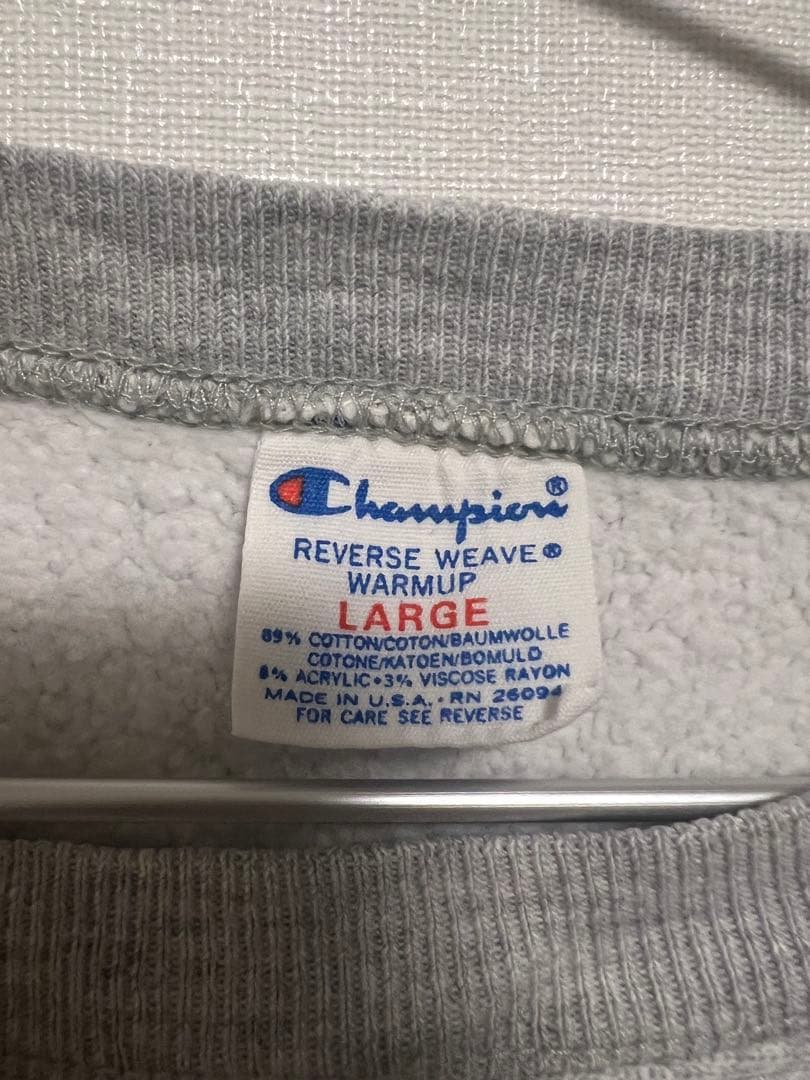 Champion®
REVERSE WEAVE®
WARMUP
LARGE
89% COTTON/COTON/BAUMWOLLE
COTONE/KATOEN/BOMULD
8% ACRYLIC•3% VISCOSE RAYON
MADE IN U.S.A.•RN 26094
FOR CARE SEE REVERSE